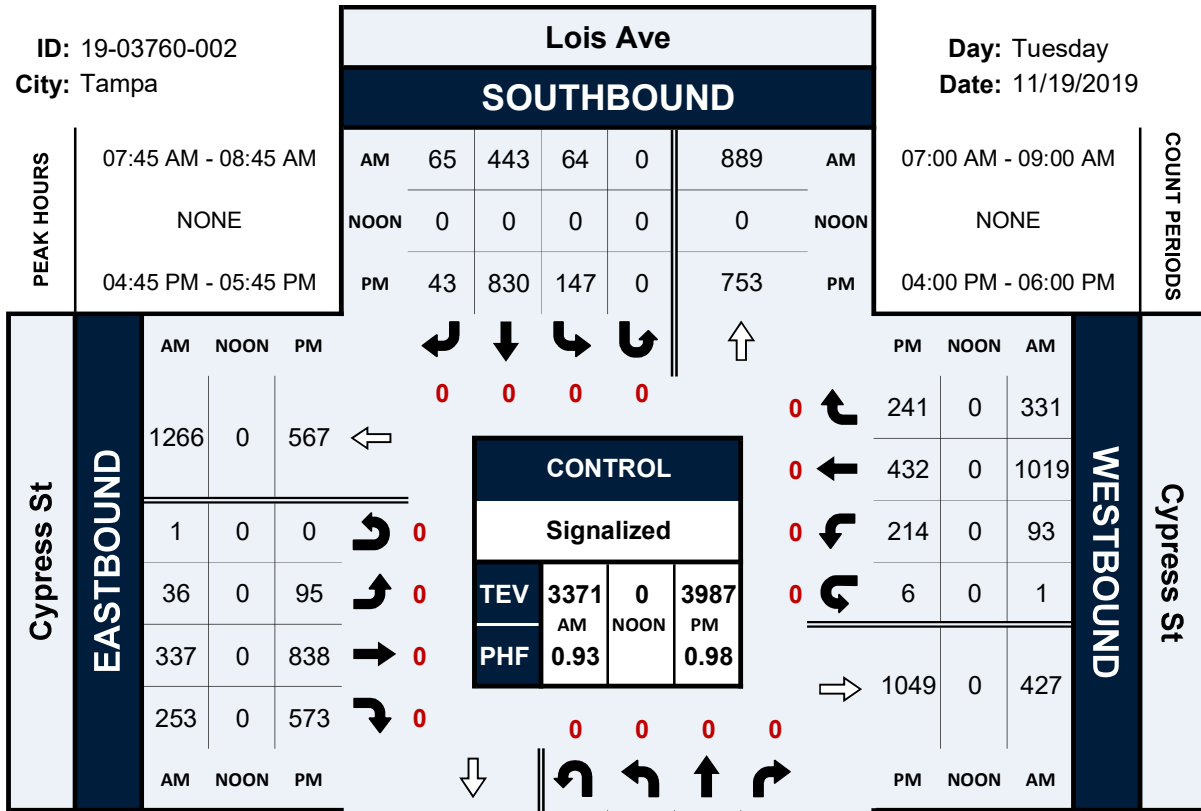 Lois Ave
ID: 19-03760-002
Day: Tuesday
City: Tampa
Date: 11/19/2019
SOUTHBOUND
PEAK HOURS
07:45 AM - 08:45 AM
NONE
04:45 PM - 05:45 PM
AM 65 443 64 0 889 AM
NOON 0 0 0 0 0 NOON
PM 43 830 147 0 753 PM
07:00 AM - 09:00 AM
NONE
04:00 PM - 06:00 PM
COUNT PERIODS
0 0 0 0
Cypress St
EASTBOUND
AM NOON PM
1266 0 567
1 0 0 0
36 0 95 0
337 0 838 0
253 0 573 0
AM NOON PM
CONTROL
Signalized
TEV 3371 0 3987
AM NOON PM
PHF 0.93 0.98
PM NOON AM
0 241 0 331
0 432 0 1019
0 214 0 93
0 6 0 1
1049 0 427
PM NOON AM
WESTBOUND
Cypress St
0 0 0 0